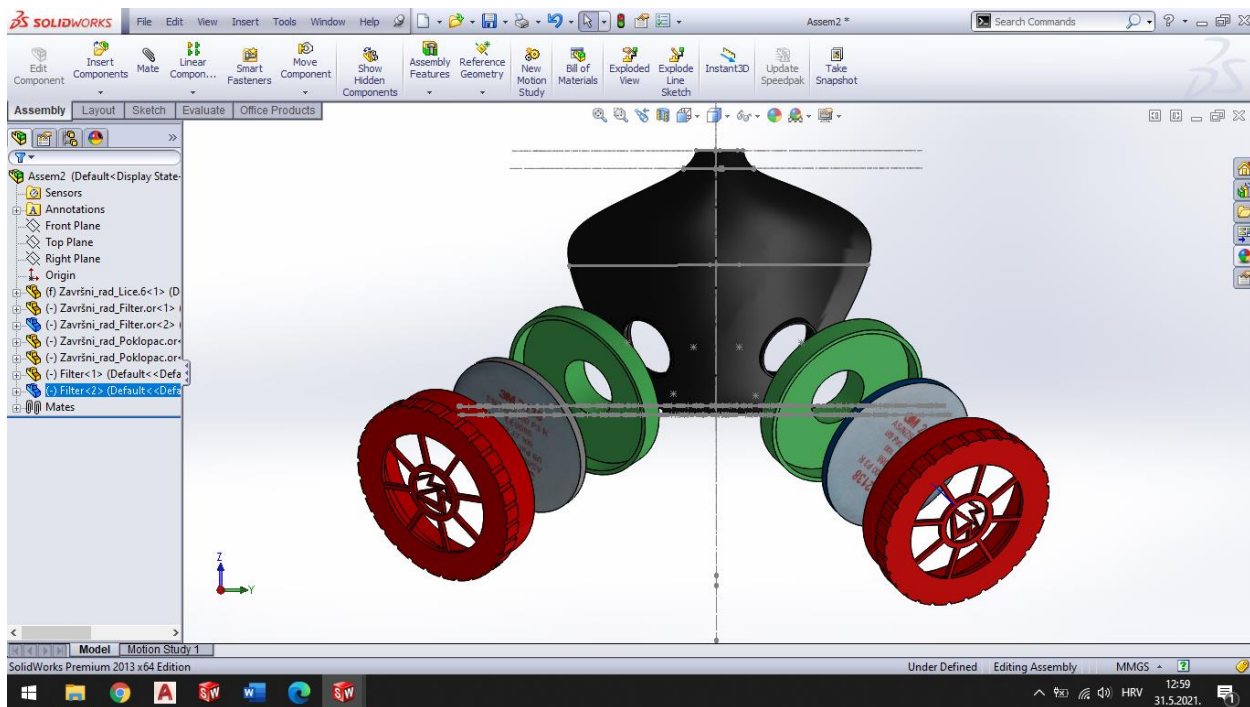 SOLIDWORKS File Edit View Insert Tools Window Help Assem2 * Search Commands
Edit Component
Insert Components
Mate
Linear Compon...
Smart Fasteners
Move Component
Show Hidden Components
Assembly Features
Reference Geometry
New Motion Study
Bill of Materials
Exploded View
Explode Line Sketch
Instant3D
Update Speedpak
Take Snapshot
Assembly Layout Sketch Evaluate Office Products
Assem2 (Default<Display State-
Sensors
Annotations
Front Plane
Top Plane
Right Plane
Origin
(f) Završni_rad_Lice.6<1> (D
(-) Završni_rad_Filter.or<1> (
(-) Završni_rad_Filter.or<2> (
(-) Završni_rad_Poklopac.or<
(-) Završni_rad_Poklopac.or<
(-) Filter<1> (Default<<Defa
(-) Filter<2> (Default<<Defa
Mates
3M
2138
Z
Y
Model Motion Study 1
SolidWorks Premium 2013 x64 Edition Under Defined Editing Assembly MMGS
HRV
12:59
31.5.2021.